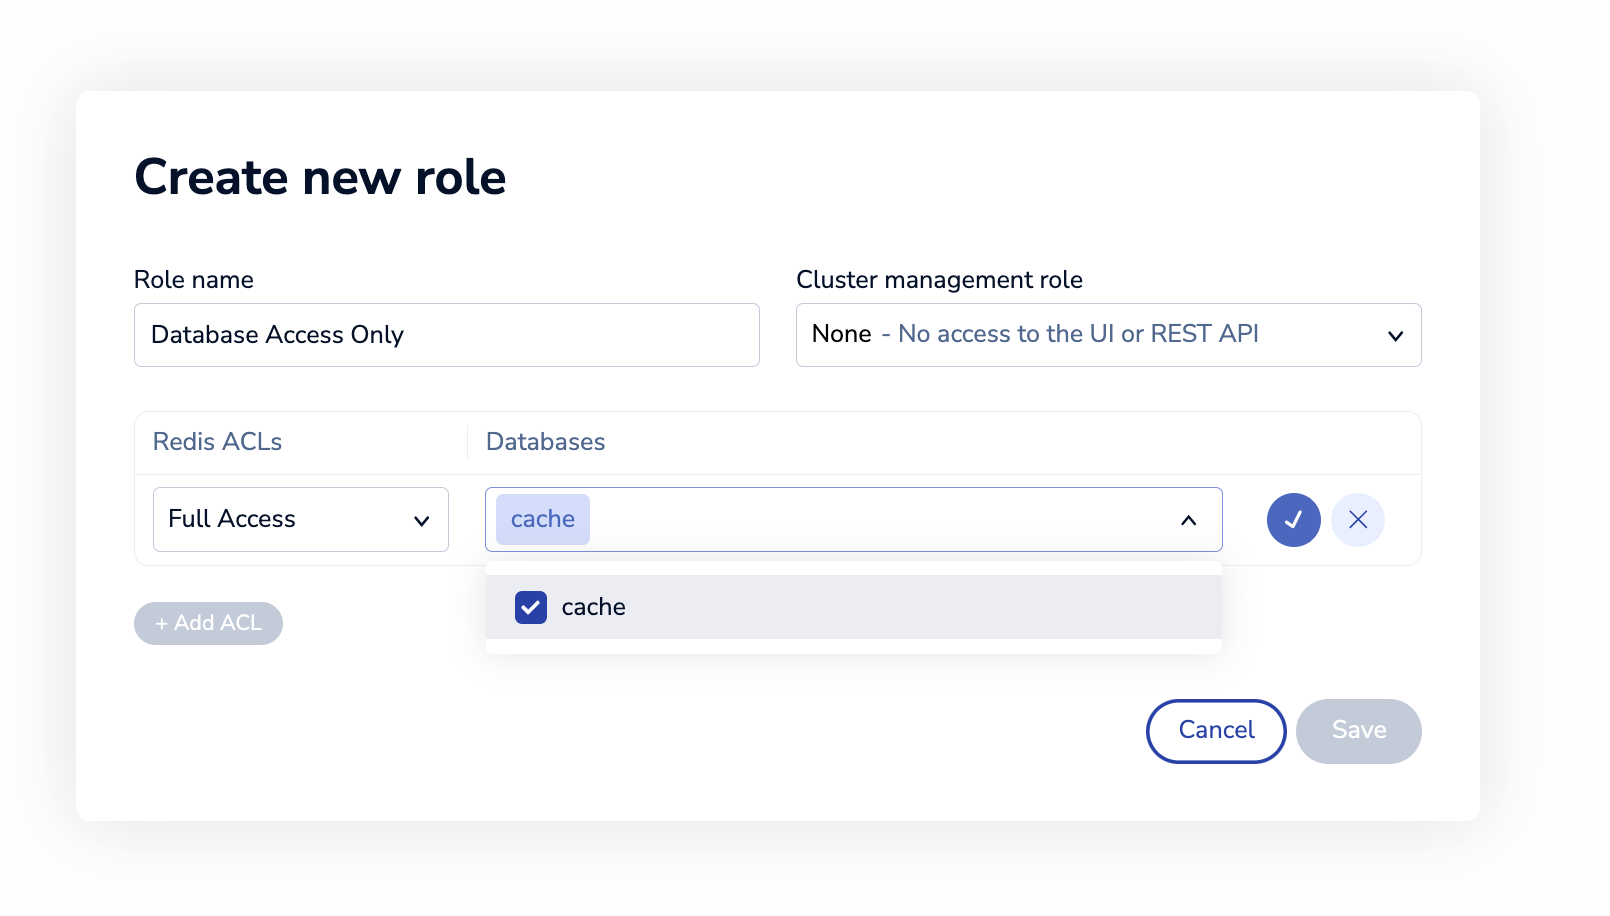 Create new role
Role name
Cluster management role
Database Access Only
None - No access to the UI or REST API
Redis ACLs
Databases
Full Access
cache
cache
+ Add ACL
Cancel
Save